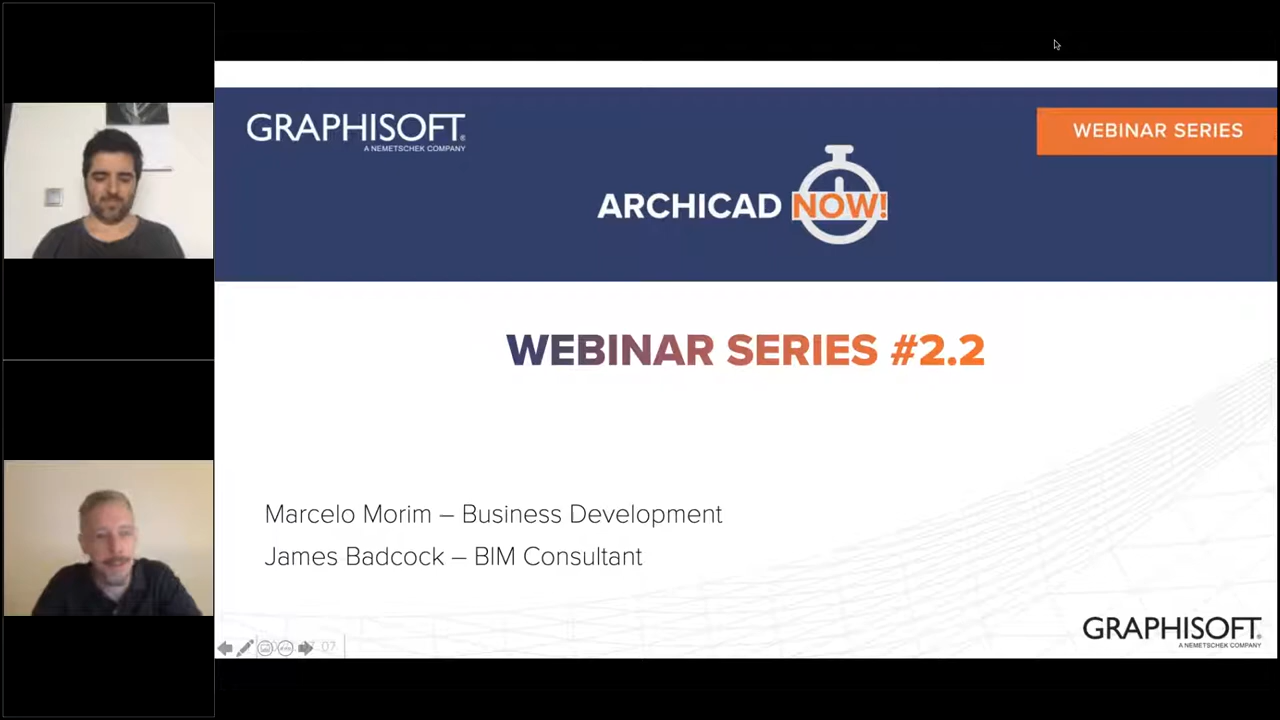 GRAPHISOFT®
A NEMETSCHEK COMPANY
WEBINAR SERIES
ARCHICAD NOW!
WEBINAR SERIES #2.2
Marcelo Morim – Business Development
James Badcock – BIM Consultant
GRAPHISOFT®
A NEMETSCHEK COMPANY